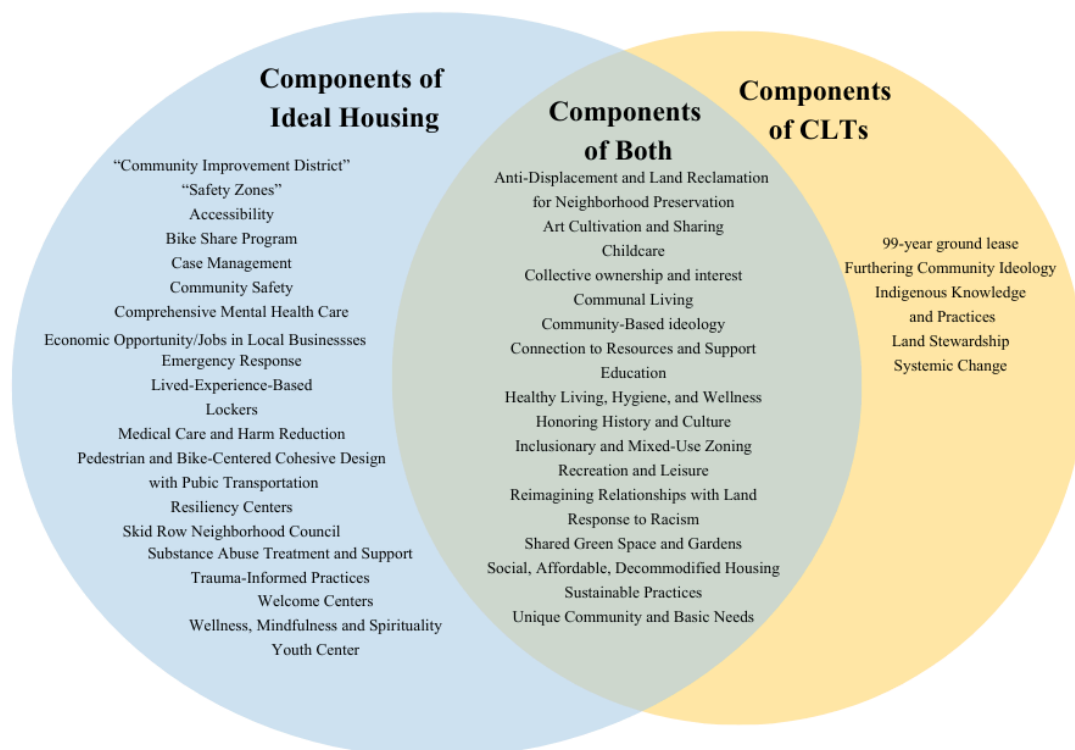 Components of
Ideal Housing
“Community Improvement District”
“Safety Zones”
Accessibility
Bike Share Program
Case Management
Community Safety
Comprehensive Mental Health Care
Economic Opportunity/Jobs in Local Businessses
Emergency Response
Lived-Experience-Based
Lockers
Medical Care and Harm Reduction
Pedestrian and Bike-Centered Cohesive Design
with Pubic Transportation
Resiliency Centers
Skid Row Neighborhood Council
Substance Abuse Treatment and Support
Trauma-Informed Practices
Welcome Centers
Wellness, Mindfulness and Spirituality
Youth Center
Components
of Both
Anti-Displacement and Land Reclamation
for Neighborhood Preservation
Art Cultivation and Sharing
Childcare
Collective ownership and interest
Communal Living
Community-Based ideology
Connection to Resources and Support
Education
Healthy Living, Hygiene, and Wellness
Honoring History and Culture
Inclusionary and Mixed-Use Zoning
Recreation and Leisure
Reimagining Relationships with Land
Response to Racism
Shared Green Space and Gardens
Social, Affordable, Decommodified Housing
Sustainable Practices
Unique Community and Basic Needs
Components
of CLTs
99-year ground lease
Furthering Community Ideology
Indigenous Knowledge
and Practices
Land Stewardship
Systemic Change